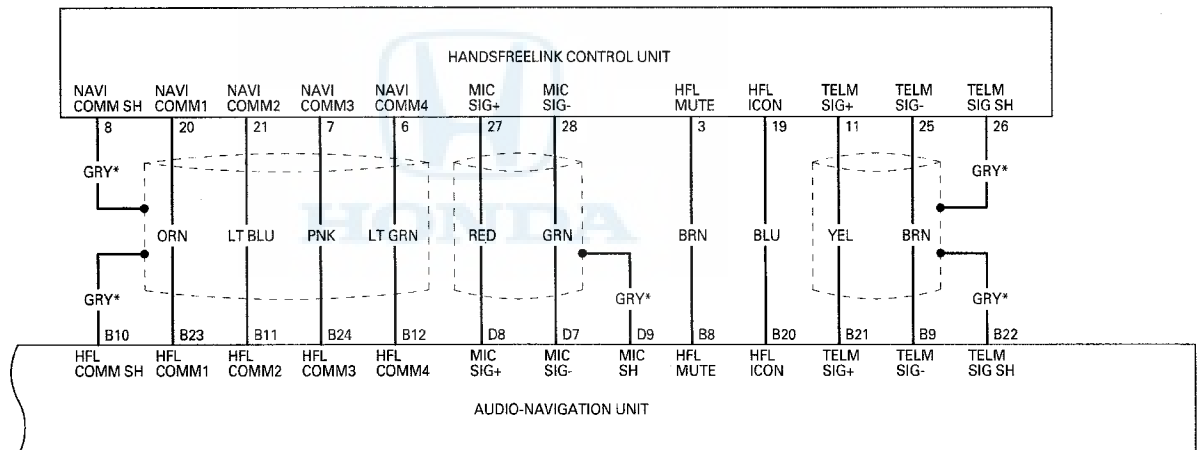 HANDSFREELINK CONTROL UNIT
NAVI COMM SH NAVI COMM1 NAVI COMM2 NAVI COMM3 NAVI COMM4 MIC SIG+ MIC SIG- HFL MUTE HFL ICON TELM SIG+ TELM SIG- TELM SIG SH
8 20 21 7 6 27 28 3 19 11 25 26
GRY* GRY*
HONDA
ORN LT BLU PNK LT GRN RED GRN BRN BLU YEL BRN
GRY* GRY* GRY*
B10 B23 B11 B24 B12 D8 D7 D9 B8 B20 B21 B9 B22
HFL COMM SH HFL COMM1 HFL COMM2 HFL COMM3 HFL COMM4 MIC SIG+ MIC SIG- MIC SH HFL MUTE HFL ICON TELM SIG+ TELM SIG- TELM SIG SH
AUDIO-NAVIGATION UNIT